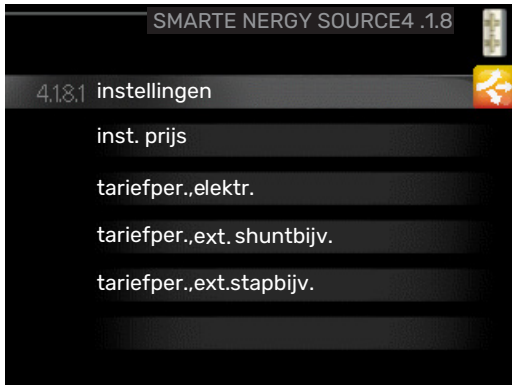 SMARTE NERGY SOURCE4 .1.8
4.1.8.1 instellingen
inst. prijs
tariefper.,elektr.
tariefper.,ext. shuntbijv.
tariefper.,ext.stapbijv.